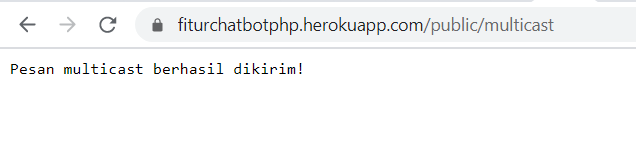 fiturchatbotphp.herokuapp.com/public/multicast
Pesan multicast berhasil dikirim!